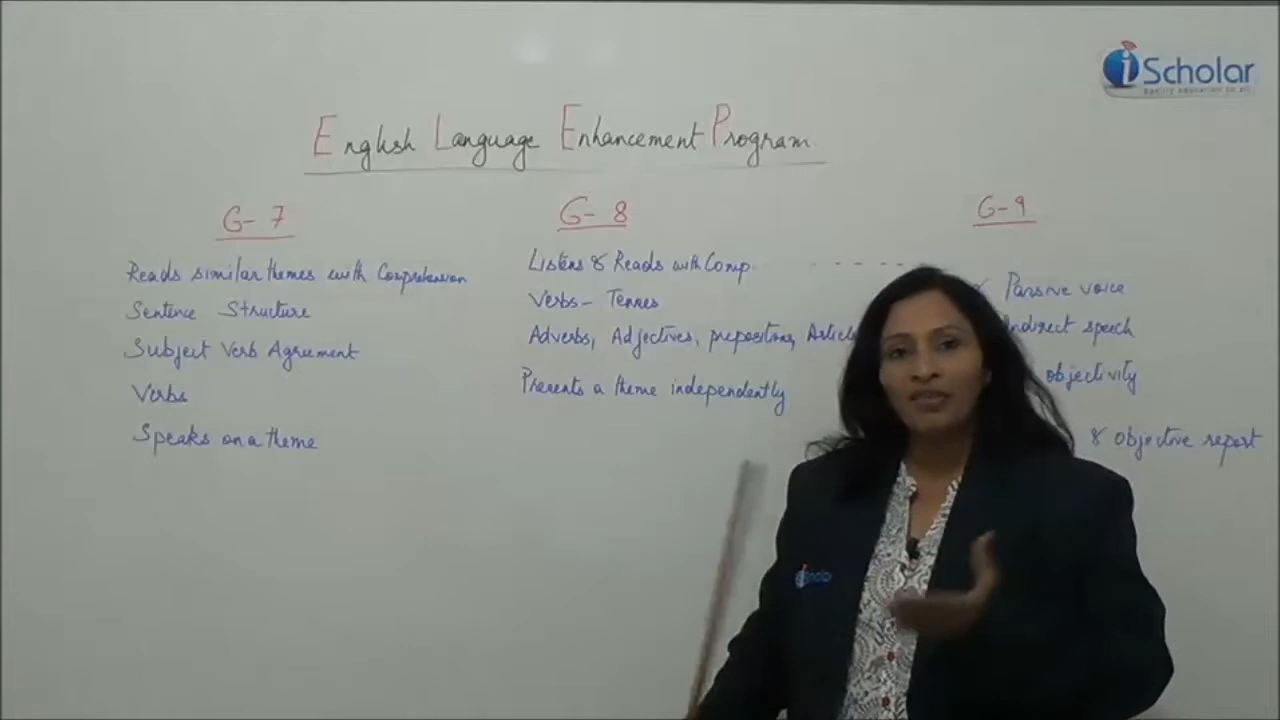 iScholar
English Language Enhancement Program
G- 7
Reads similar themes with Comprehension
Sentence Structure
Subject Verb Agreement
Verbs
Speaks on a theme
G- 8
Listens & Reads with Comp.
Verbs - Tenses
Adverbs, Adjectives, prepositions,
Presents a theme independently
G-9
Passive voice
Indirect speech
objectivity
& objective report